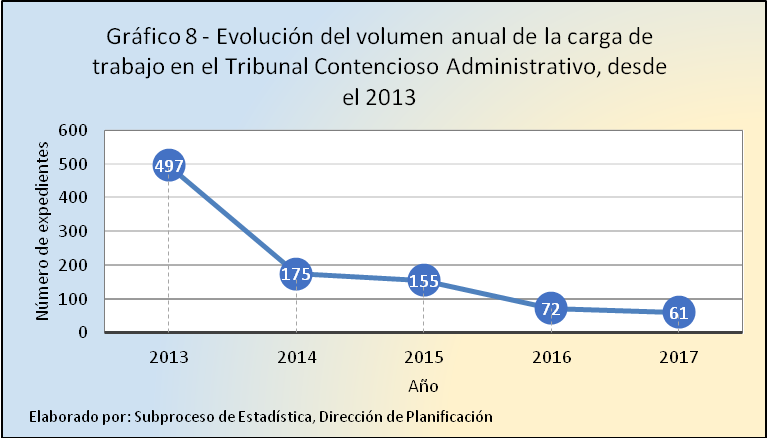 Gráfico 8 - Evolución del volumen anual de la carga de
trabajo en el Tribunal Contencioso Administrativo, desde
el 2013
Número de expedientes
600
500
400
300
200
100
0
497
175
155
72
61
2013 2014 2015 2016 2017
Año
Elaborado por: Subproceso de Estadística, Dirección de Planificación